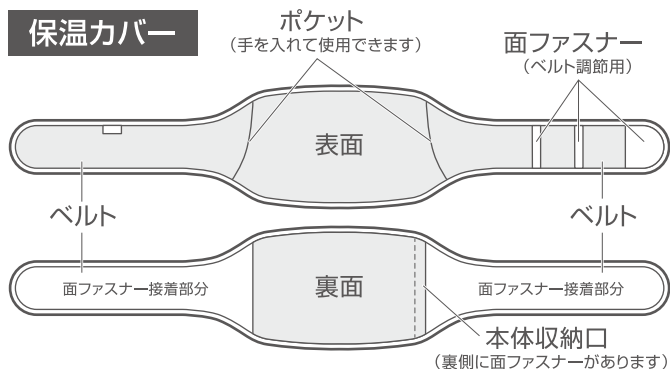 保温カバー
ポケット
（手を入れて使用できます）
面ファスナー
（ベルト調節用）
表面
ベルト
ベルト
面ファスナー接着部分
裏面
面ファスナー接着部分
本体収納口
（裏側に面ファスナーがあります）